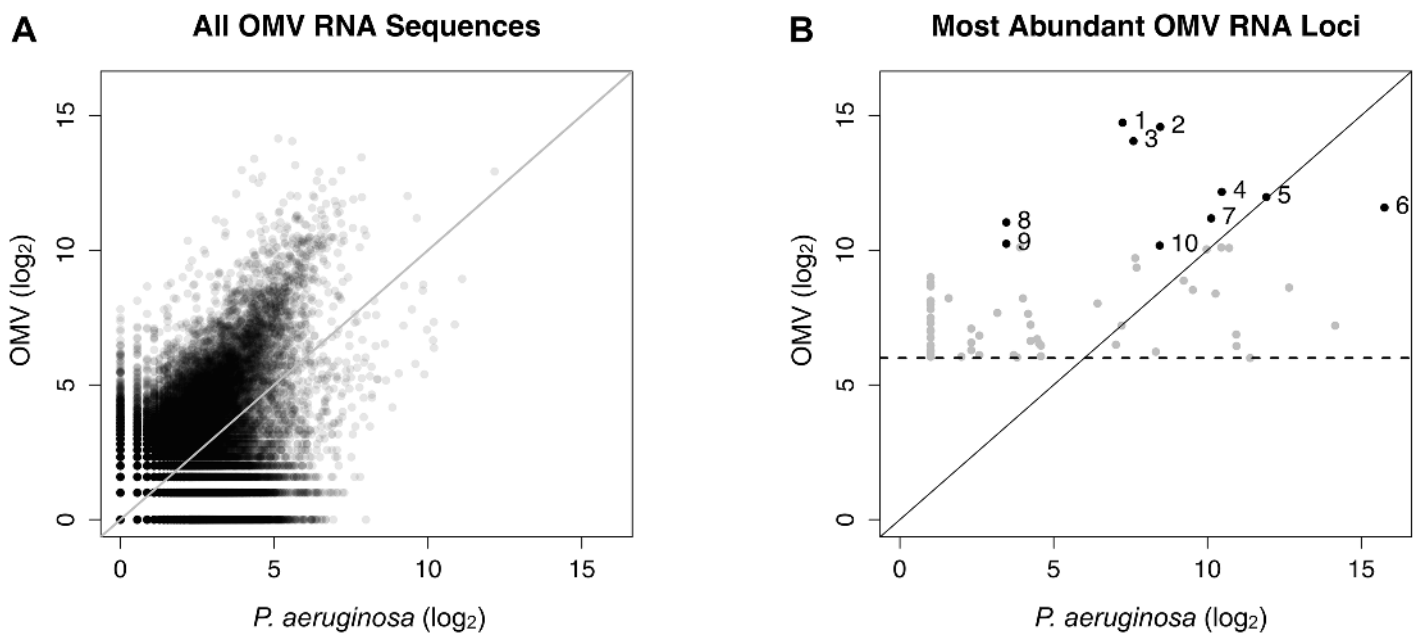 A All OMV RNA Sequences
15
10
5
0
OMV (log2)
0 5 10 15
P. aeruginosa (log2)
B Most Abundant OMV RNA Loci
15
10
5
0
OMV (log2)
1
2
3
4
5
6
7
8
9
10
0 5 10 15
P. aeruginosa (log2)